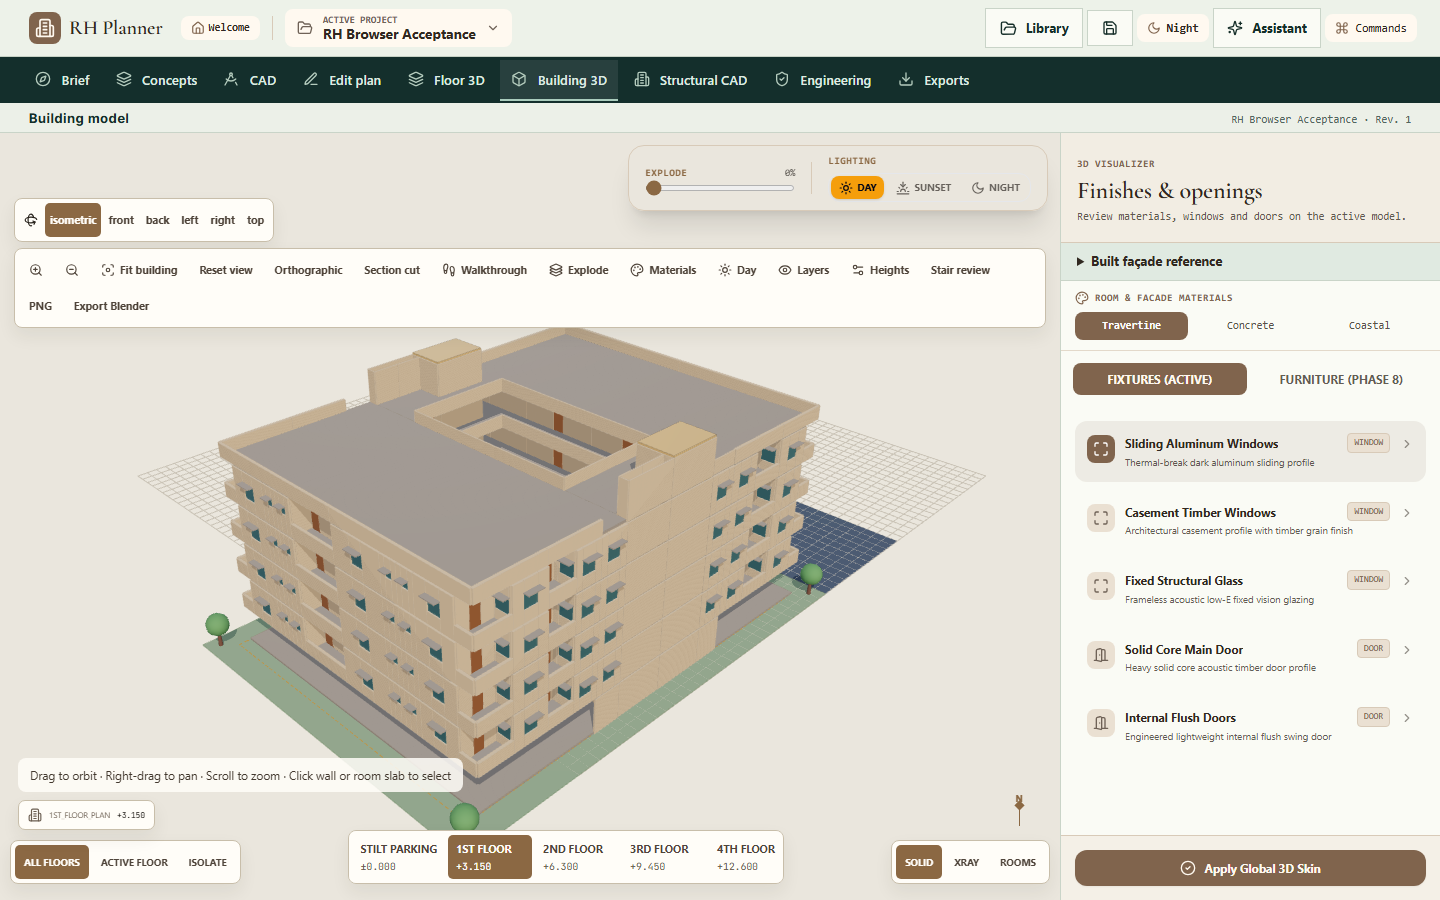 RH Planner
Welcome
ACTIVE PROJECT
RH Browser Acceptance
Library
Night
Assistant
Commands
Brief
Concepts
CAD
Edit plan
Floor 3D
Building 3D
Structural CAD
Engineering
Exports
Building model
RH Browser Acceptance · Rev. 1
EXPLODE
0%
LIGHTING
DAY
SUNSET
NIGHT
isometric
front
back
left
right
top
Fit building
Reset view
Orthographic
Section cut
Walkthrough
Explode
Materials
Day
Layers
Heights
Stair review
PNG
Export Blender
Drag to orbit · Right-drag to pan · Scroll to zoom · Click wall or room slab to select
1ST_FLOOR_PLAN +3.150
N
ALL FLOORS
ACTIVE FLOOR
ISOLATE
STILT PARKING
±0.000
1ST FLOOR
+3.150
2ND FLOOR
+6.300
3RD FLOOR
+9.450
4TH FLOOR
+12.600
SOLID
XRAY
ROOMS
3D VISUALIZER
Finishes & openings
Review materials, windows and doors on the active model.
Built façade reference
ROOM & FACADE MATERIALS
Travertine
Concrete
Coastal
FIXTURES (ACTIVE)
FURNITURE (PHASE 8)
Sliding Aluminum Windows
WINDOW
Thermal-break dark aluminum sliding profile
Casement Timber Windows
WINDOW
Architectural casement profile with timber grain finish
Fixed Structural Glass
WINDOW
Frameless acoustic low-E fixed vision glazing
Solid Core Main Door
DOOR
Heavy solid core acoustic timber door profile
Internal Flush Doors
DOOR
Engineered lightweight internal flush swing door
Apply Global 3D Skin